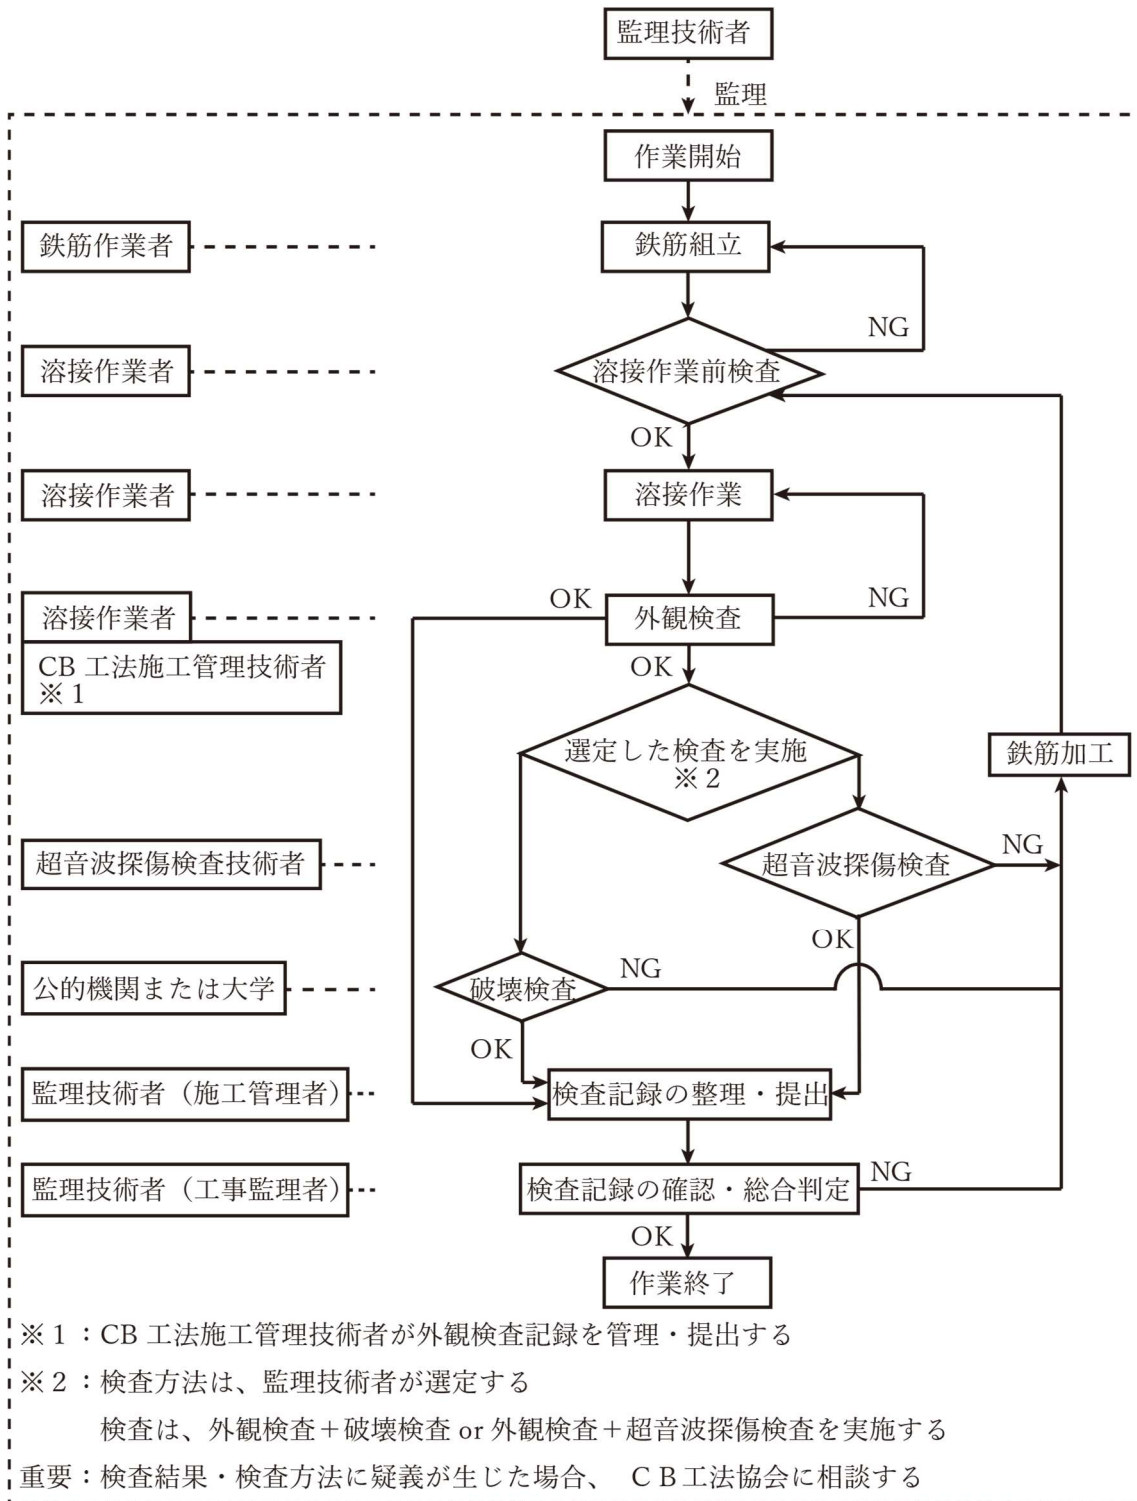 監理技術者
監理
作業開始
鉄筋作業者
鉄筋組立
NG
溶接作業者
溶接作業前検査
OK
溶接作業者
溶接作業
OK
NG
溶接作業者
外観検査
CB 工法施工管理技術者
※1
OK
選定した検査を実施
※2
鉄筋加工
超音波探傷検査技術者
超音波探傷検査
NG
OK
公的機関または大学
破壊検査
NG
OK
監理技術者（施工管理者）
検査記録の整理・提出
監理技術者（工事監理者）
検査記録の確認・総合判定
NG
OK
作業終了
※1：CB 工法施工管理技術者が外観検査記録を管理・提出する
※2：検査方法は、監理技術者が選定する
検査は、外観検査＋破壊検査 or 外観検査＋超音波探傷検査を実施する
重要：検査結果・検査方法に疑義が生じた場合、 ＣＢ工法協会に相談する